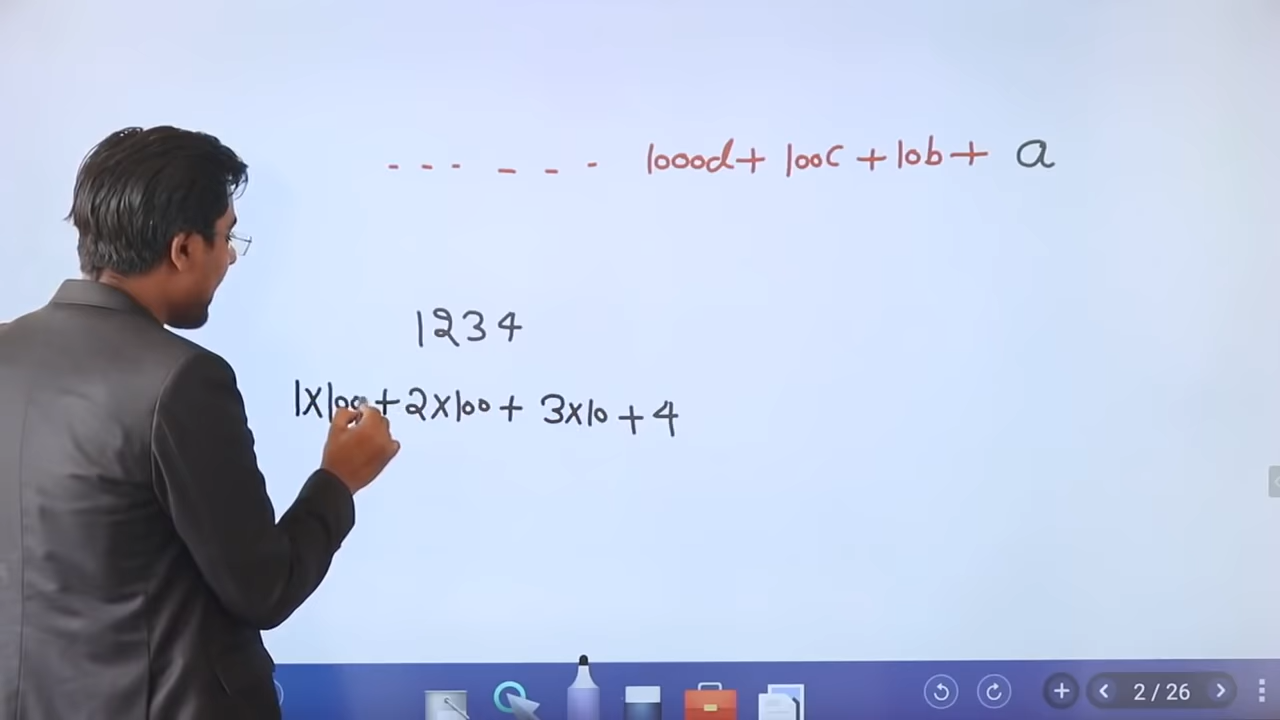 - - - - - - 1000d + 100c + 10b + a
1234
1x100 + 2x100 + 3x10 + 4
2 / 26